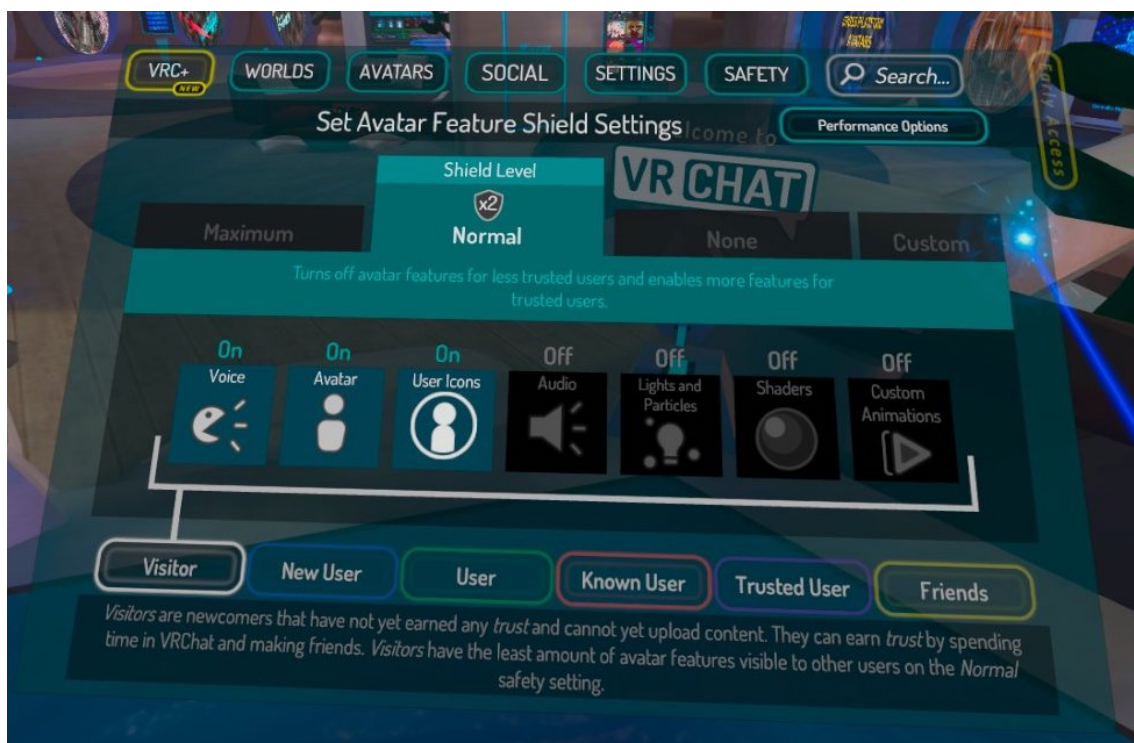 VRC+
NEW
WORLDS
AVATARS
SOCIAL
SETTINGS
SAFETY
Search...
Set Avatar Feature Shield Settings
lcome to
Performance Options
Early Access
VRCHAT
Shield Level
x2
Maximum
Normal
None
Custom
Turns off avatar features for less trusted users and enables more features for
trusted users.
On
On
On
Off
Off
Off
Off
Voice
Avatar
User Icons
Audio
Lights and
Particles
Shaders
Custom
Animations
Visitor
New User
User
Known User
Trusted User
Friends
Visitors are newcomers that have not yet earned any trust and cannot yet upload content. They can earn trust by spending
time in VRChat and making friends. Visitors have the least amount of avatar features visible to other users on the Normal
safety setting.